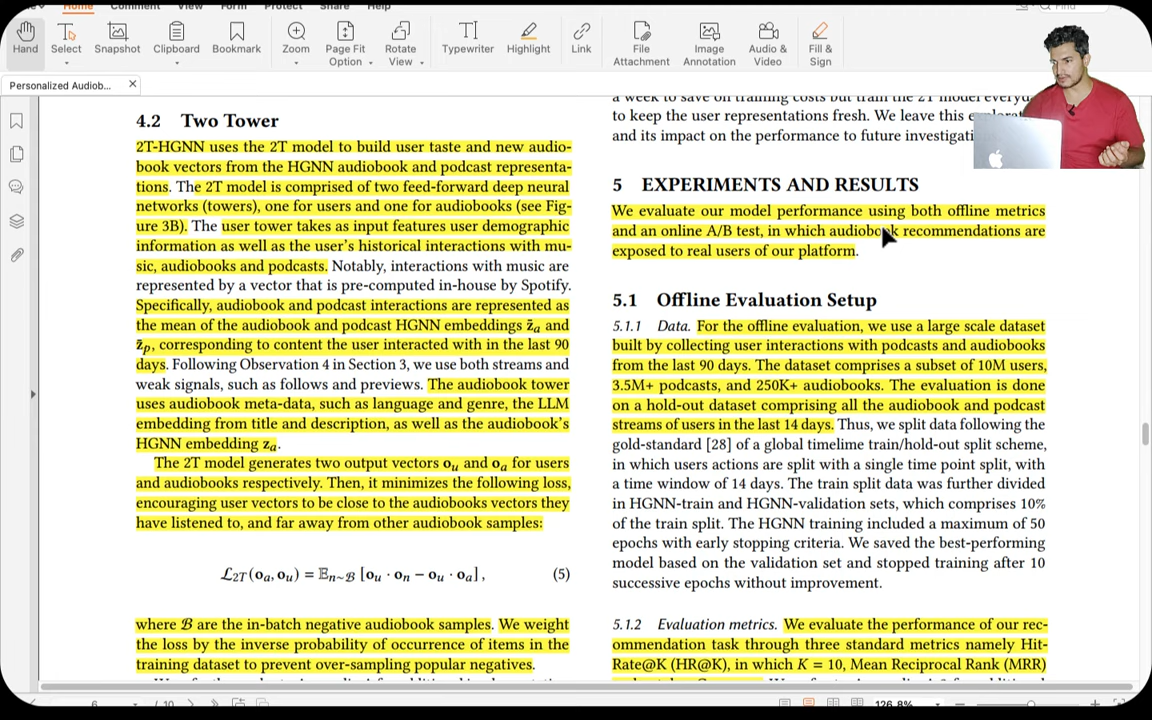 Home
Comment
View
Form
Protect
Share
Help
Find
Hand
Select
Snapshot
Clipboard
Bookmark
Zoom
Page Fit
Option
Rotate
View
Typewriter
Highlight
Link
File
Attachment
Image
Annotation
Audio &
Video
Fill &
Sign
Personalized Audiob...
4.2 Two Tower
2T-HGNN uses the 2T model to build user taste and new audio-
book vectors from the HGNN audiobook and podcast representa-
tions. The 2T model is comprised of two feed-forward deep neural
networks (towers), one for users and one for audiobooks (see Fig-
ure 3B). The user tower takes as input features user demographic
information as well as the user's historical interactions with mu-
sic, audiobooks and podcasts. Notably, interactions with music are
represented by a vector that is pre-computed in-house by Spotify.
Specifically, audiobook and podcast interactions are represented as
the mean of the audiobook and podcast HGNN embeddings z̄ₐ and
z̄ₚ, corresponding to content the user interacted with in the last 90
days. Following Observation 4 in Section 3, we use both streams and
weak signals, such as follows and previews. The audiobook tower
uses audiobook meta-data, such as language and genre, the LLM
embedding from title and description, as well as the audiobook's
HGNN embedding zₐ.
The 2T model generates two output vectors oᵤ and oₐ for users
and audiobooks respectively. Then, it minimizes the following loss,
encouraging user vectors to be close to the audiobooks vectors they
have listened to, and far away from other audiobook samples:
ℒ₂T(oₐ, oᵤ) = 𝔼ₙ~ℬ [oᵤ · oₙ − oᵤ · oₐ], (5)
where ℬ are the in-batch negative audiobook samples. We weight
the loss by the inverse probability of occurrence of items in the
training dataset to prevent over-sampling popular negatives.
a week to save on training costs but train the 2T model everyd
to keep the user representations fresh. We leave this
and its impact on the performance to future investigati
5 EXPERIMENTS AND RESULTS
We evaluate our model performance using both offline metrics
and an online A/B test, in which audiobook recommendations are
exposed to real users of our platform.
5.1 Offline Evaluation Setup
5.1.1 Data. For the offline evaluation, we use a large scale dataset
built by collecting user interactions with podcasts and audiobooks
from the last 90 days. The dataset comprises a subset of 10M users,
3.5M+ podcasts, and 250K+ audiobooks. The evaluation is done
on a hold-out dataset comprising all the audiobook and podcast
streams of users in the last 14 days. Thus, we split data following the
gold-standard [28] of a global timelime train/hold-out split scheme,
in which users actions are split with a single time point split, with
a time window of 14 days. The train split data was further divided
in HGNN-train and HGNN-validation sets, which comprises 10%
of the train split. The HGNN training included a maximum of 50
epochs with early stopping criteria. We saved the best-performing
model based on the validation set and stopped training after 10
successive epochs without improvement.
5.1.2 Evaluation metrics. We evaluate the performance of our rec-
ommendation task through three standard metrics namely Hit-
Rate@K (HR@K), in which K = 10, Mean Reciprocal Rank (MRR)
6 / 10
126.8%